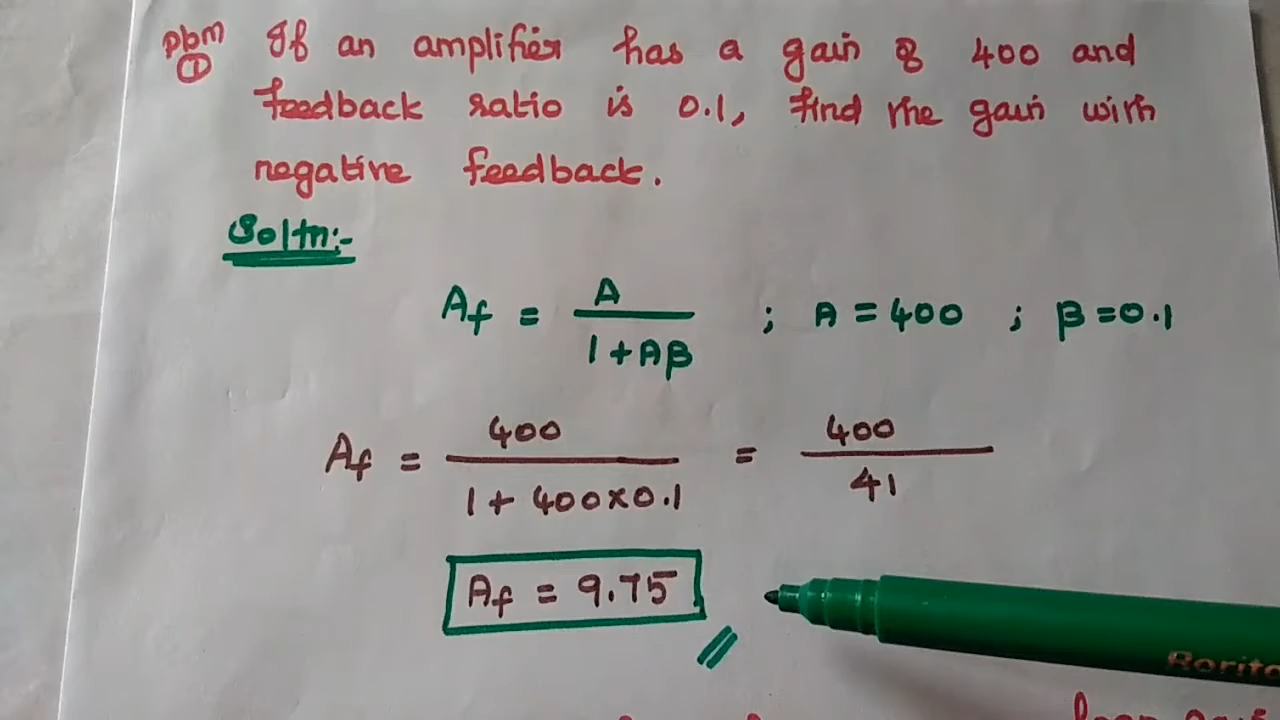 Pbm ① If an amplifier has a gain of 400 and
feedback ratio is 0.1, find the gain with
negative feedback.
Soltn:-
Af = A / 1+Aβ ; A = 400 ; β = 0.1
Af = 400 / 1 + 400×0.1 = 400 / 41
Af = 9.75